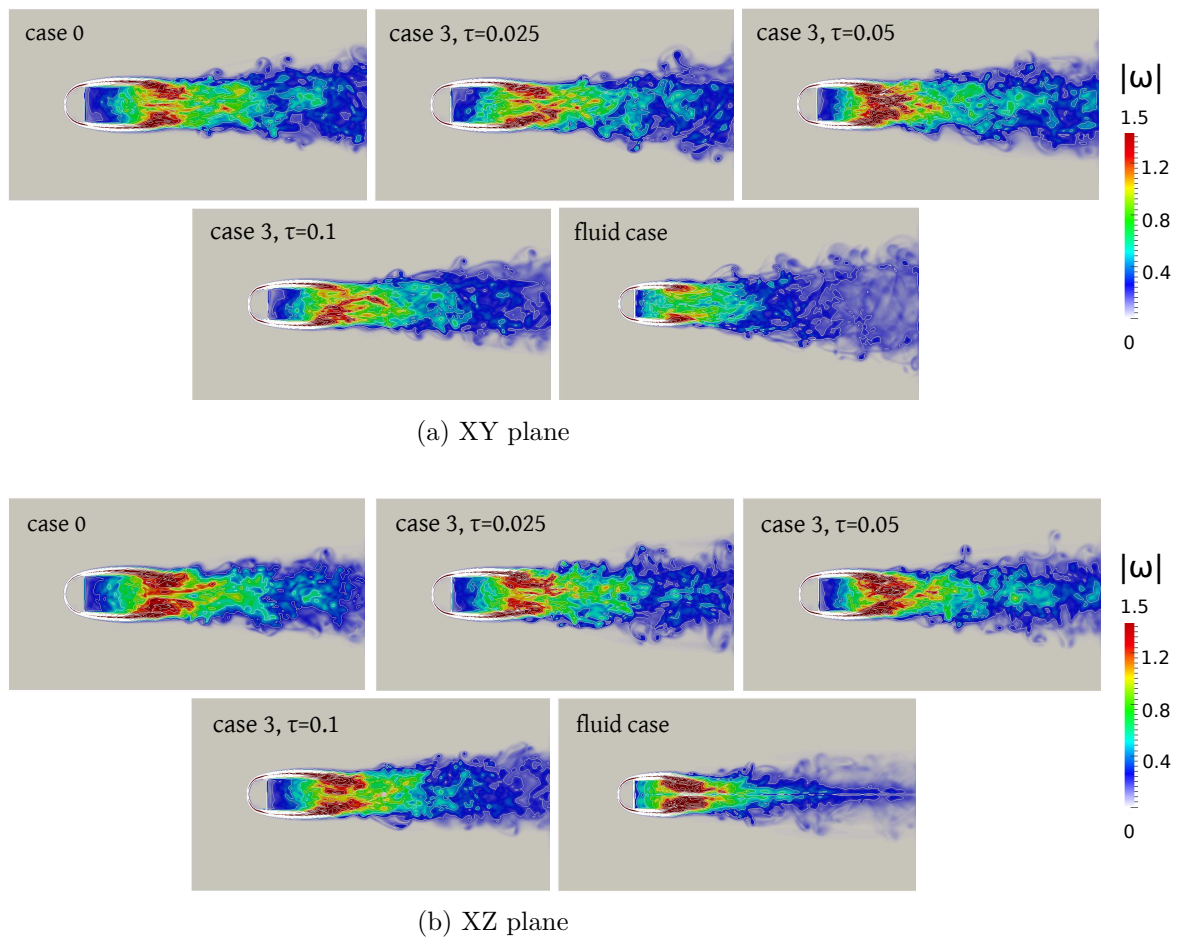 case 0
case 3, τ=0.025
case 3, τ=0.05
|ω|
1.5
1.2
0.8
0.4
0
case 3, τ=0.1
fluid case
(a) XY plane
case 0
case 3, τ=0.025
case 3, τ=0.05
|ω|
1.5
1.2
0.8
0.4
0
case 3, τ=0.1
fluid case
(b) XZ plane